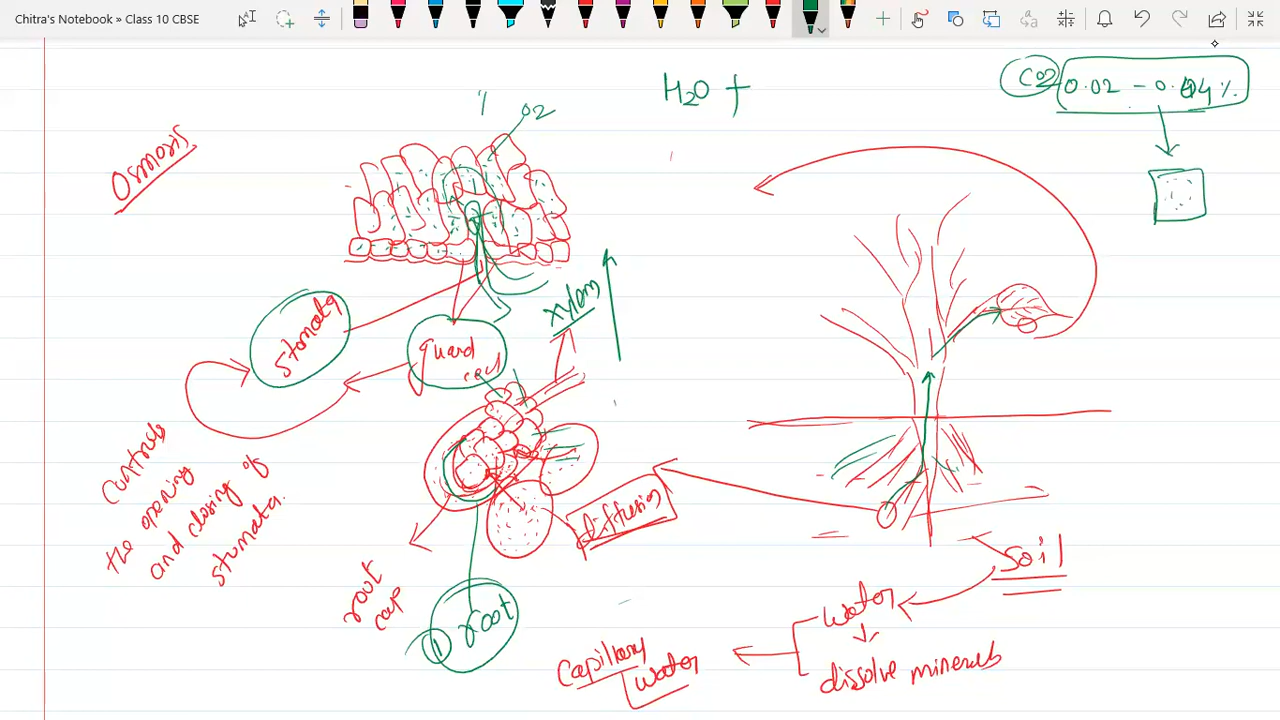 Chitra's Notebook » Class 10 CBSE
H2O +
CO2 0.02 - 0.04%
O2
Osmosis
stomata
guard cell
xylem
controls
the opening
and closing of
stomata.
diffusion
root
cap
① root
Soil
water
dissolve minerals
Capillary
water